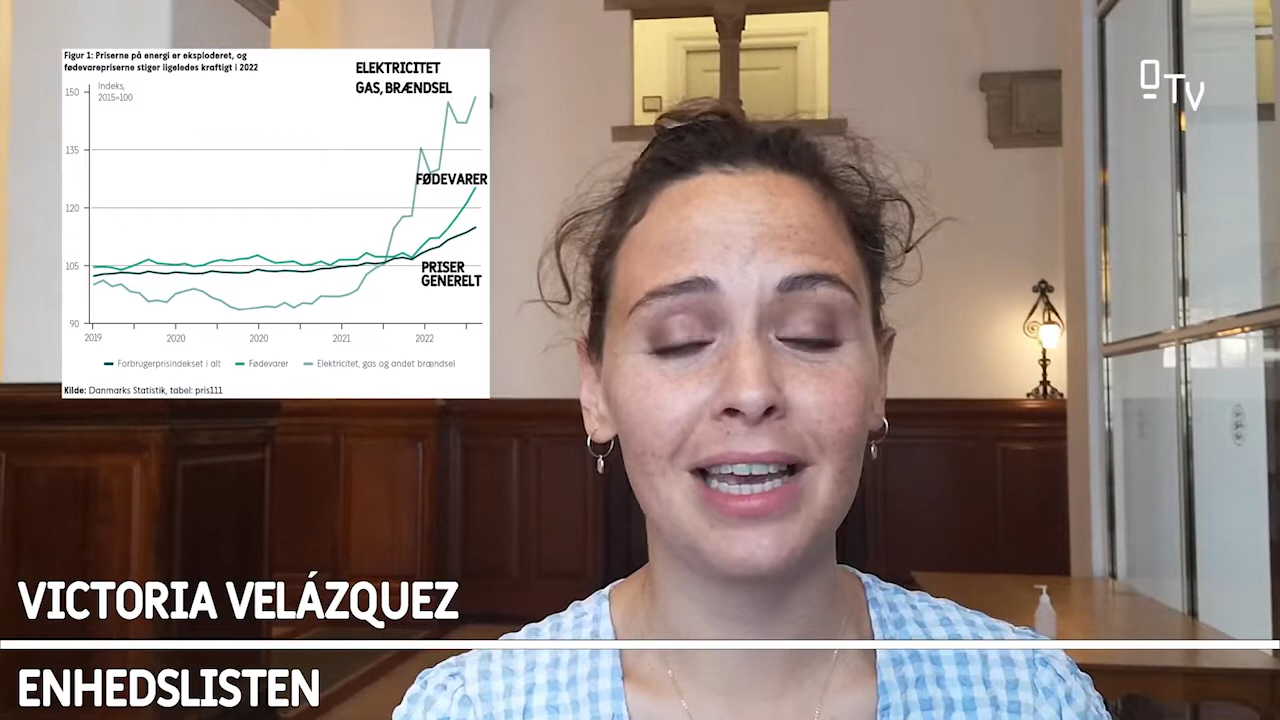 Figur 1: Priserne på energi er eksploderet, og
fødevarepriserne stiger ligeledes kraftigt i 2022
ELEKTRICITET
GAS, BRÆNDSEL
Indeks,
2015=100
150
135
120
105
90
FØDEVARER
PRISER
GENERELT
2019 2020 2020 2021 2022
Forbrugerprisindekset i alt Fødevarer Elektricitet, gas og andet brændsel
Kilde: Danmarks Statistik, tabel: pris111
ØTV
VICTORIA VELÁZQUEZ
ENHEDSLISTEN